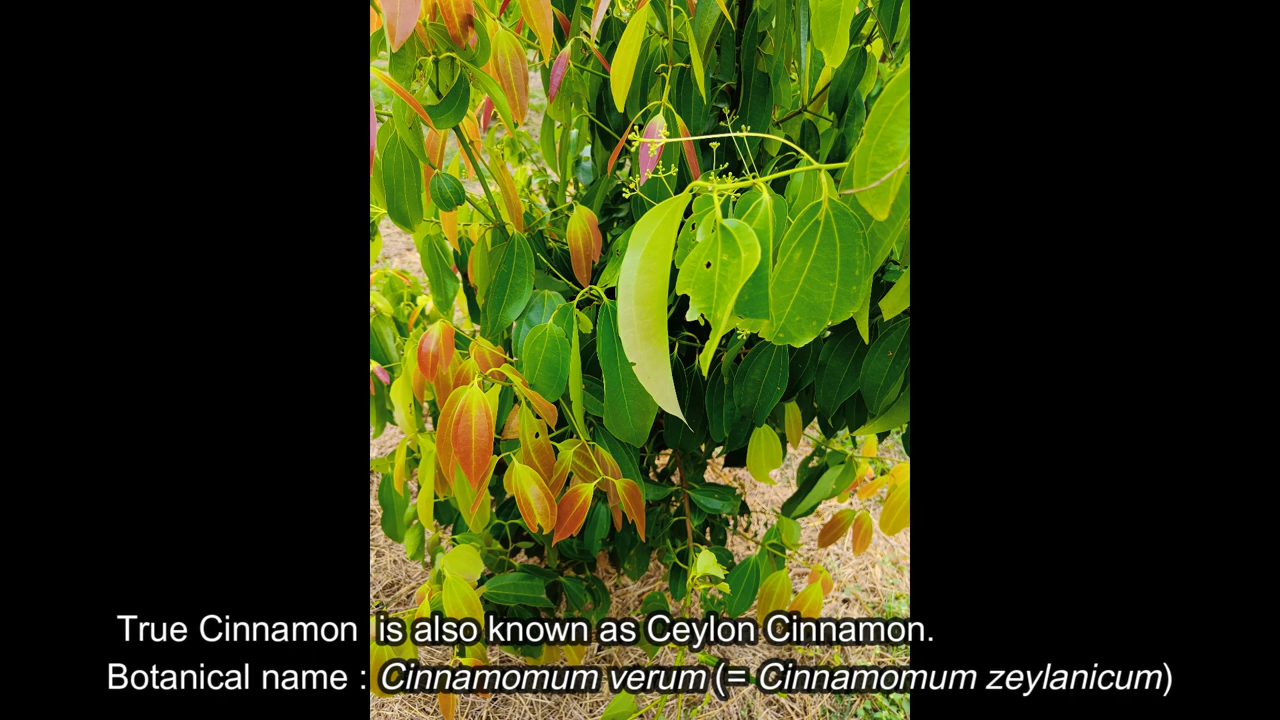 True Cinnamon is also known as Ceylon Cinnamon.
Botanical name : Cinnamomum verum (= Cinnamomum zeylanicum)